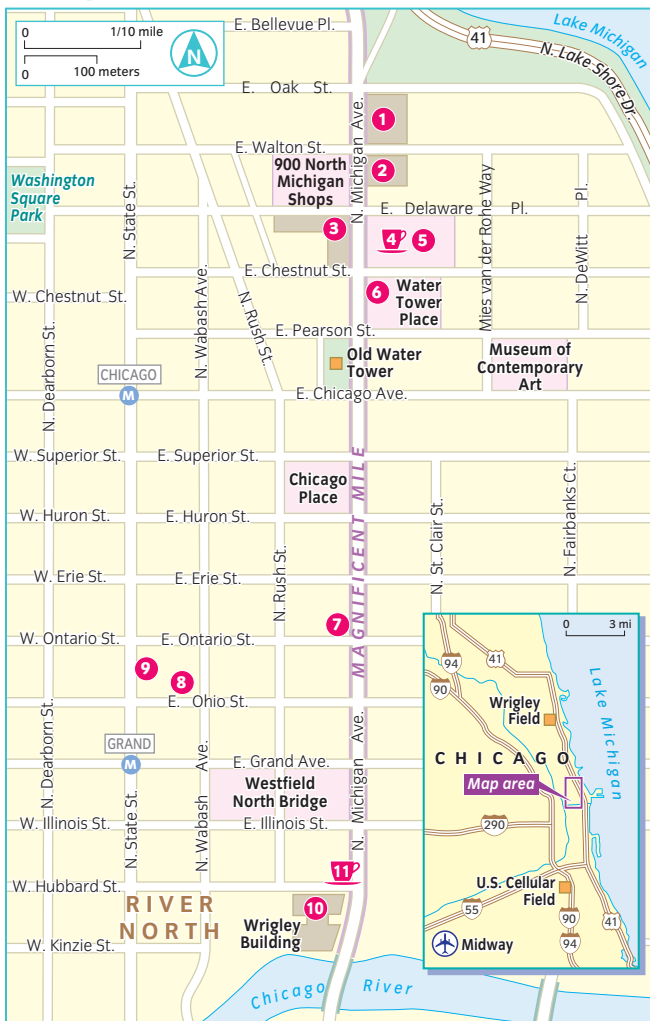 0 1/10 mile
0 100 meters
N
E. Bellevue Pl.
Lake Michigan
41
N. Lake Shore Dr.
E. Oak St.
1
N. Michigan Ave.
E. Walton St.
2
900 North
Michigan
Shops
Washington
Square
Park
N. State St.
Mies van der Rohe Way
N. DeWitt Pl.
E. Delaware Pl.
3
4
5
E. Chestnut St.
W. Chestnut St.
6
Water
Tower
Place
N. Wabash Ave.
N. Rush St.
E. Pearson St.
Old Water
Tower
Museum of
Contemporary
Art
CHICAGO
M
N. Dearborn St.
E. Chicago Ave.
W. Superior St.
E. Superior St.
Chicago
Place
MAGNIFICENT MILE
W. Huron St.
E. Huron St.
N. St. Clair St.
N. Fairbanks Ct.
W. Erie St.
E. Erie St.
N. Rush St.
7
W. Ontario St.
E. Ontario St.
9
8
E. Ohio St.
N. Dearborn St.
GRAND
M
N. State St.
N. Wabash Ave.
N. Michigan Ave.
E. Grand Ave.
Westfield
North Bridge
W. Illinois St.
E. Illinois St.
11
W. Hubbard St.
RIVER
NORTH
10
Wrigley
Building
W. Kinzie St.
Chicago River
0 3 mi
94
41
90
Wrigley
Field
Lake Michigan
CHICAGO
Map area
290
U.S. Cellular
Field
55
90
41
94
Midway